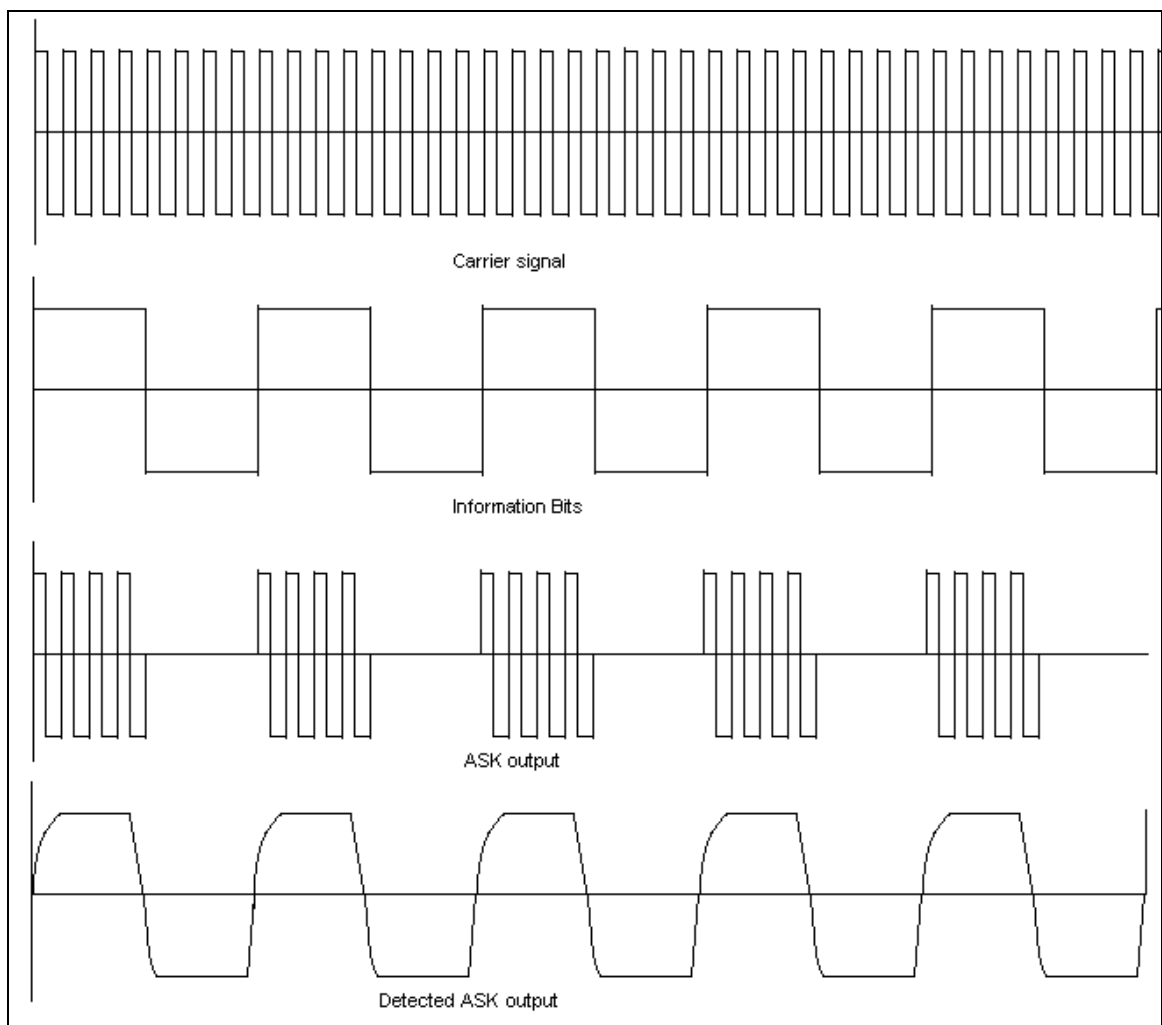 Carrier signal
Information Bits
ASK output
Detected ASK output